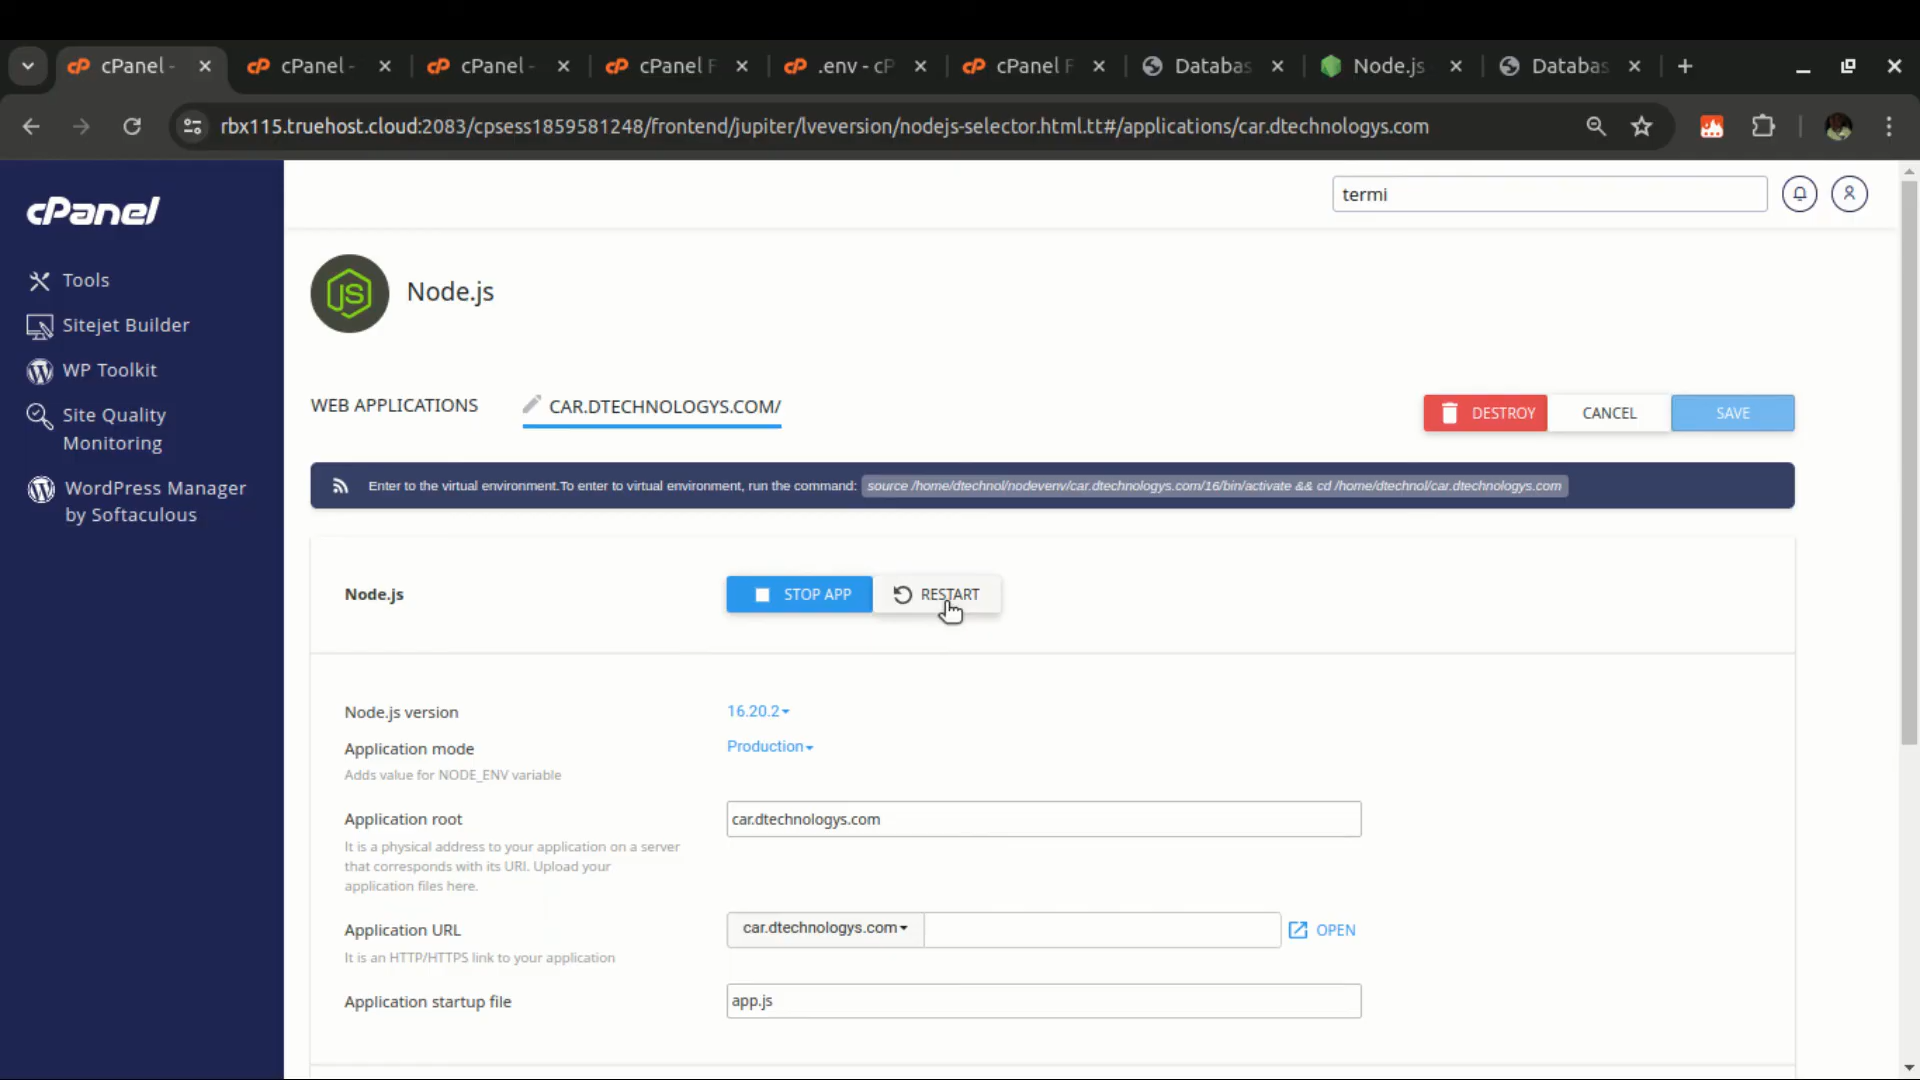 cPanel -
cPanel -
cPanel -
cPanel F
.env - cP
cPanel F
Databas
Node.js
Databas
rbx115.truehost.cloud:2083/cpsess1859581248/frontend/jupiter/lveversion/nodejs-selector.html.tt#/applications/car.dtechnologys.com
cPanel
termi
Tools
Sitejet Builder
WP Toolkit
Site Quality
Monitoring
WordPress Manager
by Softaculous
JS
Node.js
WEB APPLICATIONS
CAR.DTECHNOLOGYS.COM/
DESTROY
CANCEL
SAVE
Enter to the virtual environment.To enter to virtual environment, run the command: source /home/dtechnol/nodevenv/car.dtechnologys.com/16/bin/activate && cd /home/dtechnol/car.dtechnologys.com
Node.js
STOP APP
RESTART
Node.js version
16.20.2
Application mode
Production
Adds value for NODE_ENV variable
Application root
car.dtechnologys.com
It is a physical address to your application on a server
that corresponds with its URI. Upload your
application files here.
Application URL
car.dtechnologys.com
OPEN
It is an HTTP/HTTPS link to your application
Application startup file
app.js